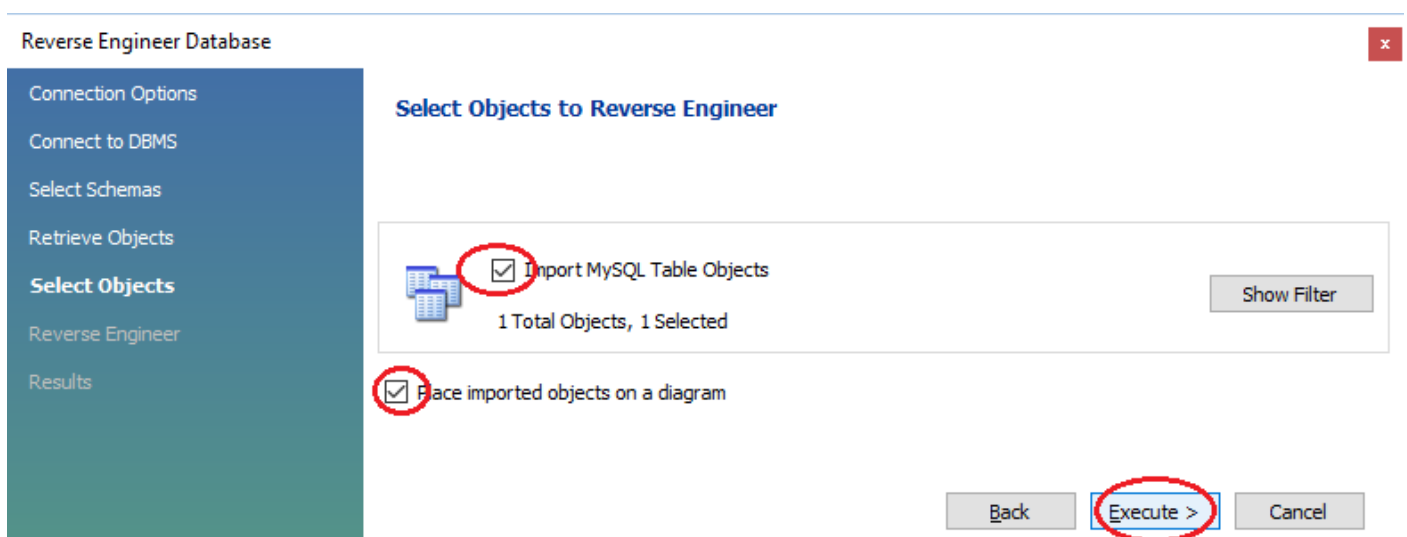 Reverse Engineer Database
x
Connection Options
Connect to DBMS
Select Schemas
Retrieve Objects
Select Objects
Reverse Engineer
Results
Select Objects to Reverse Engineer
Import MySQL Table Objects
1 Total Objects, 1 Selected
Show Filter
Place imported objects on a diagram
Back
Execute >
Cancel